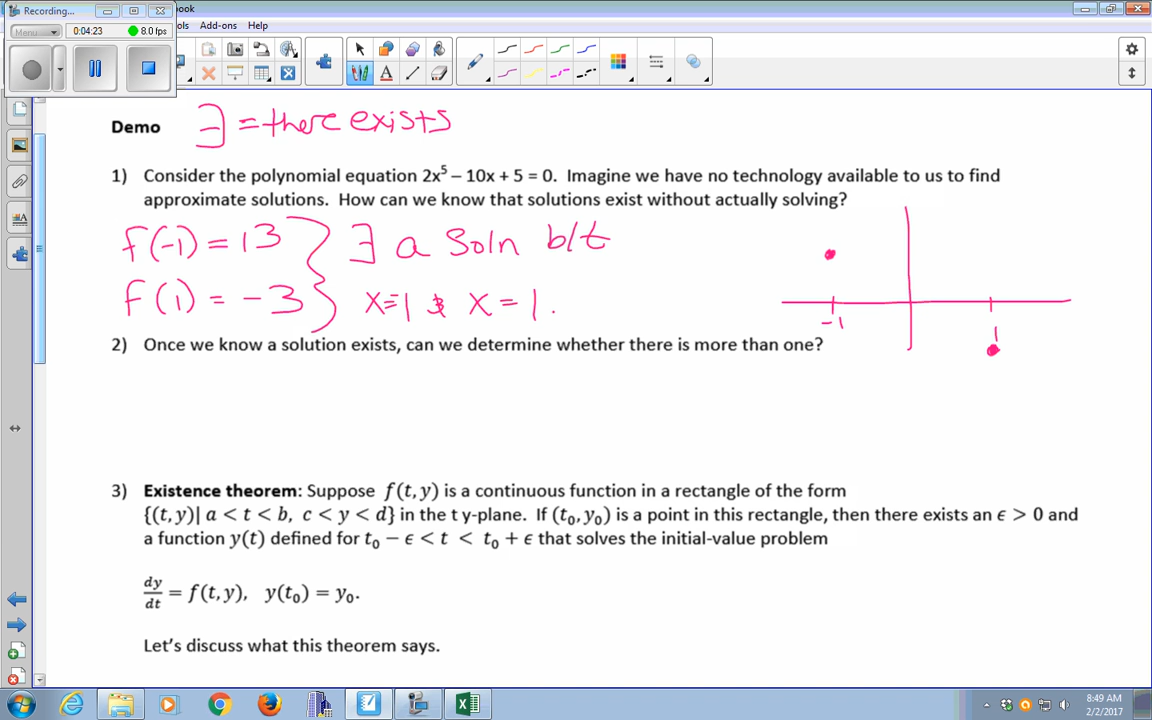 Recording...
book
Menu
0:04:23
8.0 fps
ols Add-ons Help
Demo ∃ = there exists
1) Consider the polynomial equation 2x⁵ – 10x + 5 = 0. Imagine we have no technology available to us to find
approximate solutions. How can we know that solutions exist without actually solving?
f(-1) = 13 } ∃ a soln b/t
f(1) = -3 x=1 & x = 1.
-1
1
2) Once we know a solution exists, can we determine whether there is more than one?
3) Existence theorem: Suppose f(t,y) is a continuous function in a rectangle of the form
{(t,y)| a < t < b, c < y < d} in the t y-plane. If (t₀,y₀) is a point in this rectangle, then there exists an ϵ > 0 and
a function y(t) defined for t₀ − ϵ < t < t₀ + ϵ that solves the initial-value problem
dy/dt = f(t,y), y(t₀) = y₀.
Let's discuss what this theorem says.
8:49 AM
2/2/2017